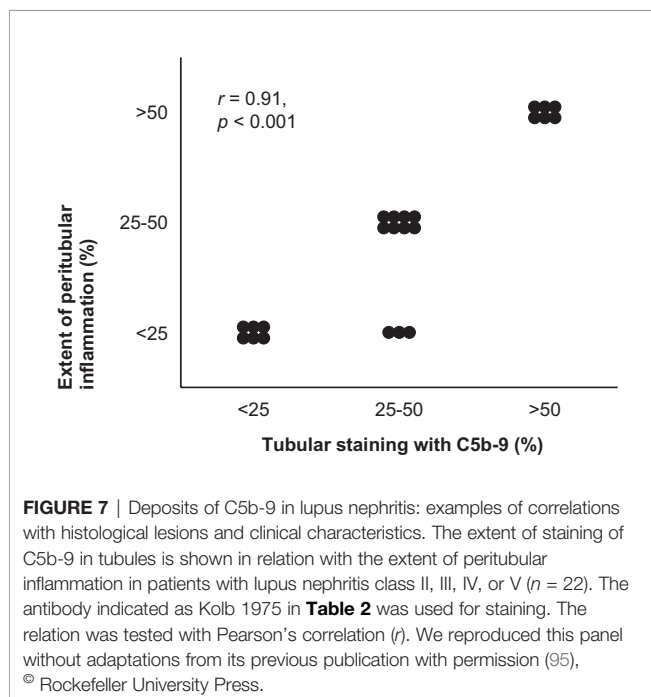 r = 0.91,
p < 0.001
>50
25-50
<25
Extent of peritubular
inflammation (%)
<25
25-50
>50
Tubular staining with C5b-9 (%)
FIGURE 7 | Deposits of C5b-9 in lupus nephritis: examples of correlations
with histological lesions and clinical characteristics. The extent of staining of
C5b-9 in tubules is shown in relation with the extent of peritubular
inflammation in patients with lupus nephritis class II, III, IV, or V (n = 22). The
antibody indicated as Kolb 1975 in Table 2 was used for staining. The
relation was tested with Pearson’s correlation (r). We reproduced this panel
without adaptations from its previous publication with permission (95),
© Rockefeller University Press.